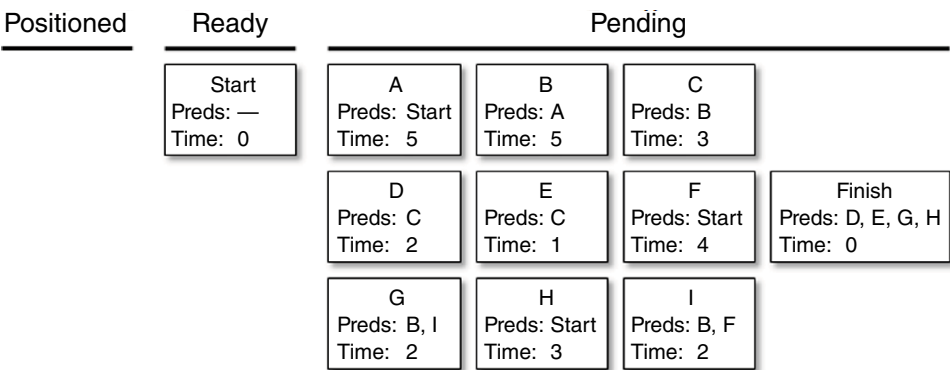 Positioned Ready Pending
Start
Preds: —
Time: 0
A
Preds: Start
Time: 5
B
Preds: A
Time: 5
C
Preds: B
Time: 3
D
Preds: C
Time: 2
E
Preds: C
Time: 1
F
Preds: Start
Time: 4
Finish
Preds: D, E, G, H
Time: 0
G
Preds: B, I
Time: 2
H
Preds: Start
Time: 3
I
Preds: B, F
Time: 2